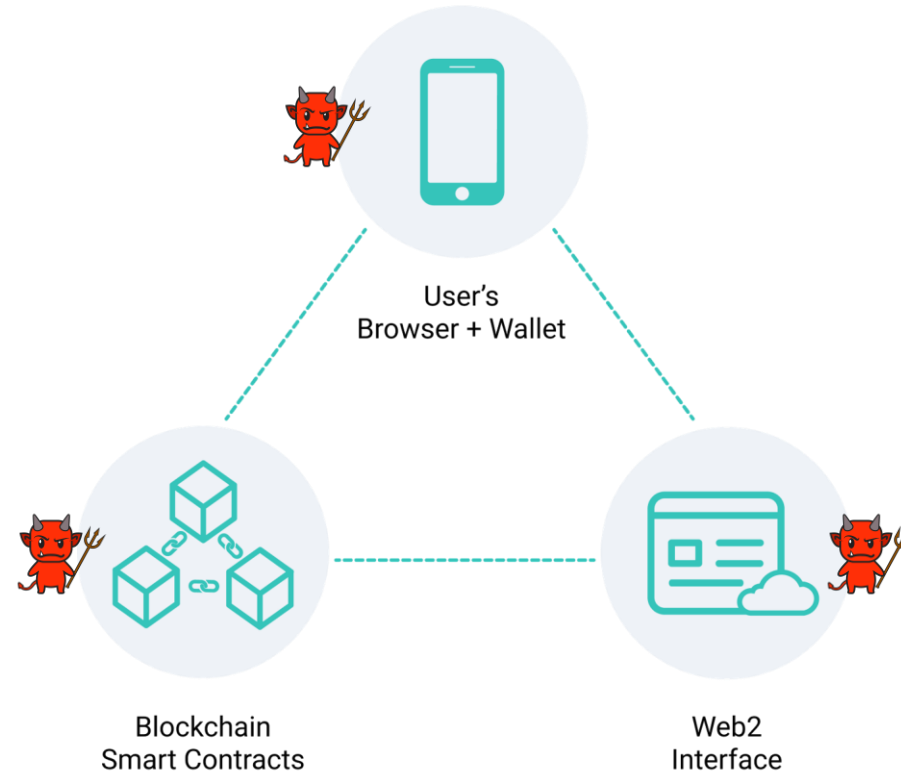 User’s
Browser + Wallet
Blockchain
Smart Contracts
Web2
Interface